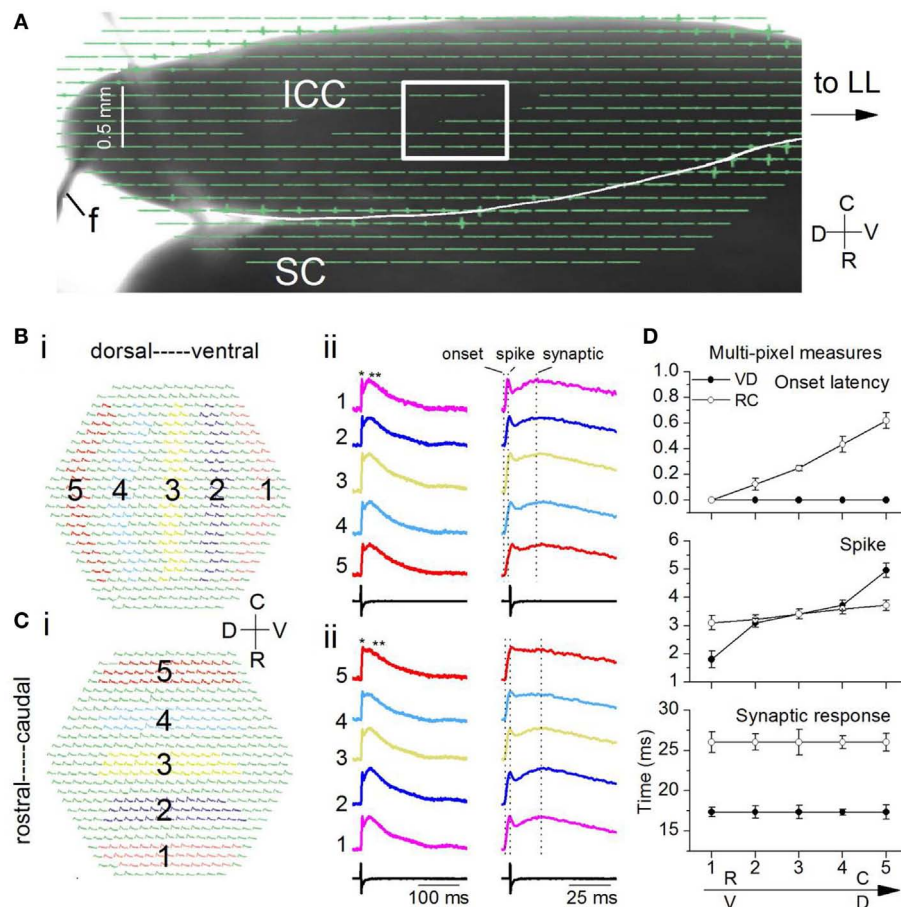 A
ICC
0.5 mm
to LL
f
SC
C
D V
R
B
i
dorsal-----ventral
5 4 3 2 1
ii
onset spike synaptic
* **
1
2
3
4
5
C
i
C
D V
R
rostral-----caudal
5
4
3
2
1
ii
* **
5
4
3
2
1
100 ms
25 ms
D
Multi-pixel measures
VD
RC
Onset latency
1.0
0.8
0.6
0.4
0.2
0.0
Spike
6
5
4
3
2
1
Synaptic response
Time (ms)
30
25
20
15
1 2 3 4 5
R C
V D